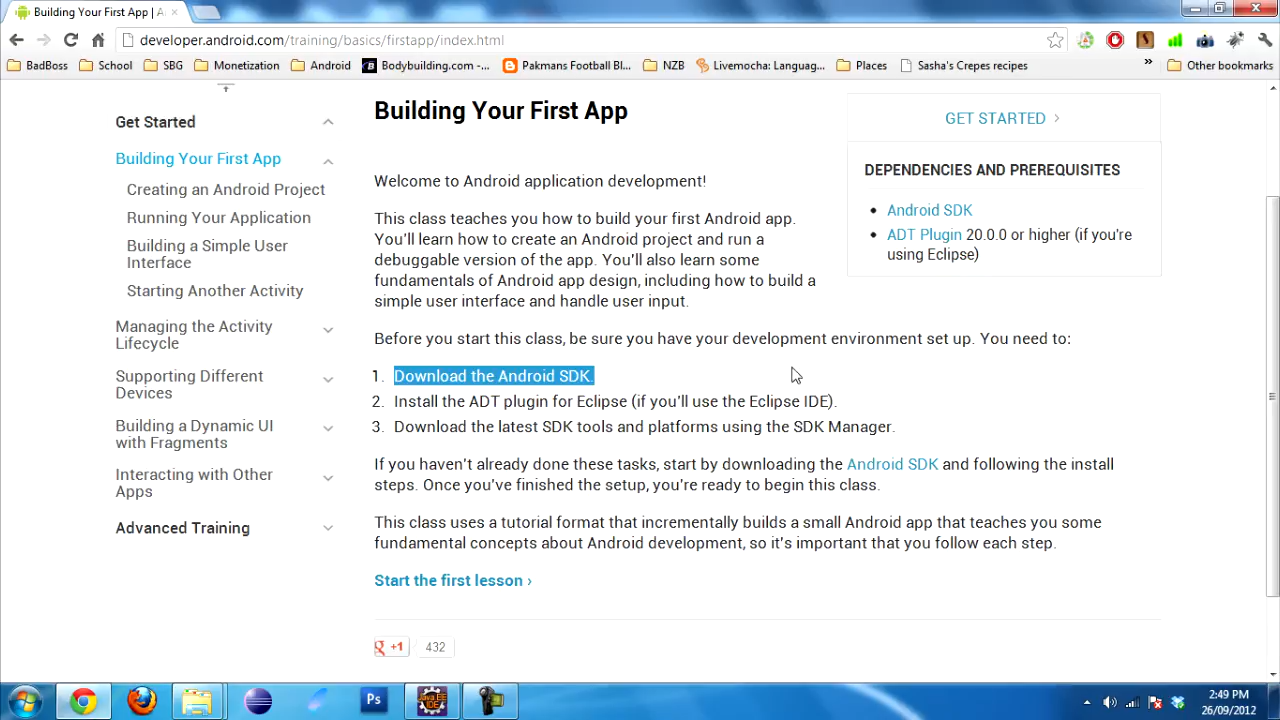 Building Your First App | A
developer.android.com/training/basics/firstapp/index.html
BadBoss School SBG Monetization Android Bodybuilding.com -... Pakmans Football Bl... NZB Livemocha: Languag... Places Sasha's Crepes recipes » Other bookmarks
Get Started
Building Your First App
Creating an Android Project
Running Your Application
Building a Simple User
Interface
Starting Another Activity
Managing the Activity
Lifecycle
Supporting Different
Devices
Building a Dynamic UI
with Fragments
Interacting with Other
Apps
Advanced Training
Building Your First App
Welcome to Android application development!
This class teaches you how to build your first Android app.
You'll learn how to create an Android project and run a
debuggable version of the app. You'll also learn some
fundamentals of Android app design, including how to build a
simple user interface and handle user input.
Before you start this class, be sure you have your development environment set up. You need to:
1. Download the Android SDK.
2. Install the ADT plugin for Eclipse (if you'll use the Eclipse IDE).
3. Download the latest SDK tools and platforms using the SDK Manager.
If you haven't already done these tasks, start by downloading the Android SDK and following the install
steps. Once you've finished the setup, you're ready to begin this class.
This class uses a tutorial format that incrementally builds a small Android app that teaches you some
fundamental concepts about Android development, so it's important that you follow each step.
Start the first lesson ›
g +1 432
GET STARTED ›
DEPENDENCIES AND PREREQUISITES
• Android SDK
• ADT Plugin 20.0.0 or higher (if you're
using Eclipse)
Ps
Java EE
IDE
2:49 PM
26/09/2012